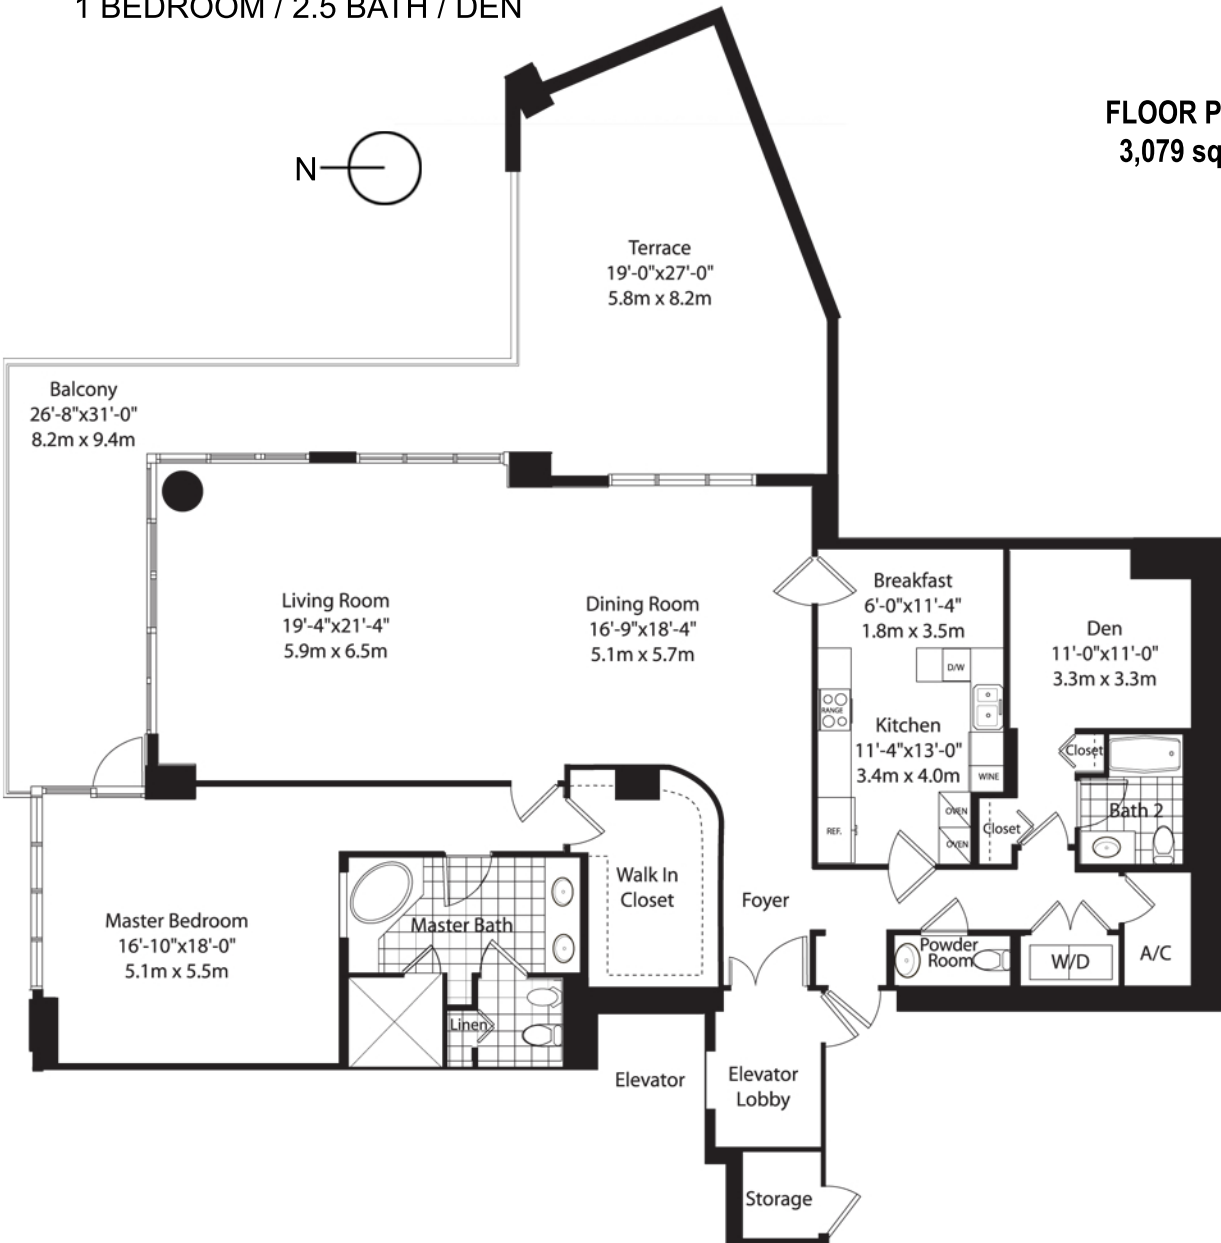 1 BEDROOM / 2.5 BATH / DEN
FLOOR P
3,079 sq
N
Terrace
19'-0"x27'-0"
5.8m x 8.2m
Balcony
26'-8"x31'-0"
8.2m x 9.4m
Living Room
19'-4"x21'-4"
5.9m x 6.5m
Dining Room
16'-9"x18'-4"
5.1m x 5.7m
Breakfast
6'-0"x11'-4"
1.8m x 3.5m
Den
11'-0"x11'-0"
3.3m x 3.3m
D/W
RANGE
Kitchen
11'-4"x13'-0"
3.4m x 4.0m
WINE
Closet
OVEN
OVEN
REF.
Closet
Bath 2
Walk In
Closet
Foyer
Master Bedroom
16'-10"x18'-0"
5.1m x 5.5m
Master Bath
Powder
Room
W/D
A/C
Linen
Elevator
Elevator
Lobby
Storage